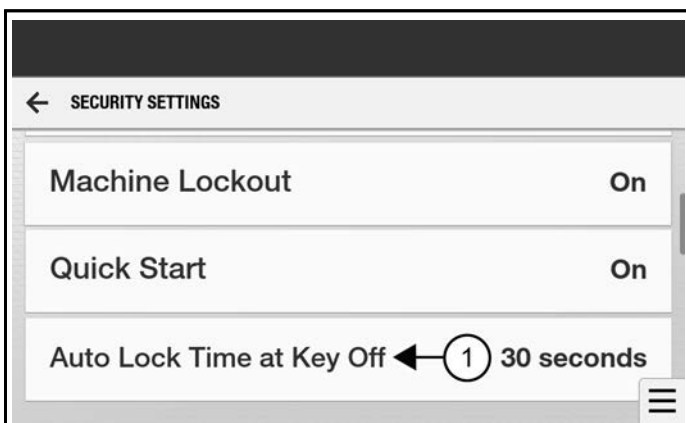 SECURITY SETTINGS
Machine Lockout On
Quick Start On
Auto Lock Time at Key Off 1 30 seconds